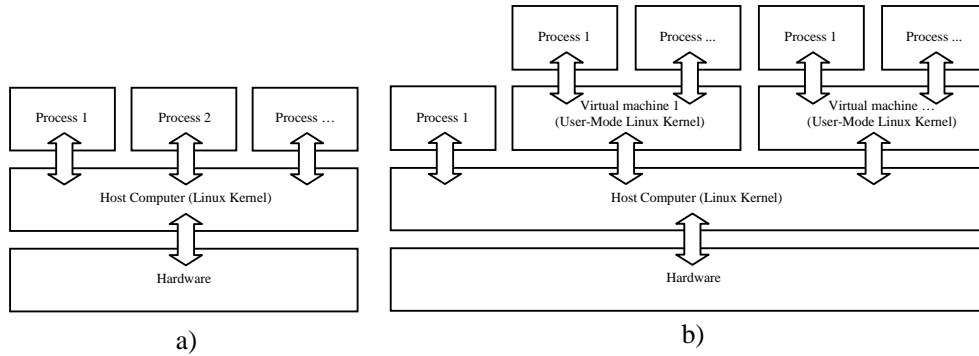 Process 1
Process 2
Process …
Host Computer (Linux Kernel)
Hardware
a)
Process 1
Process ...
Process 1
Process ...
Process 1
Virtual machine 1
(User-Mode Linux Kernel)
Virtual machine …
(User-Mode Linux Kernel)
Host Computer (Linux Kernel)
Hardware
b)